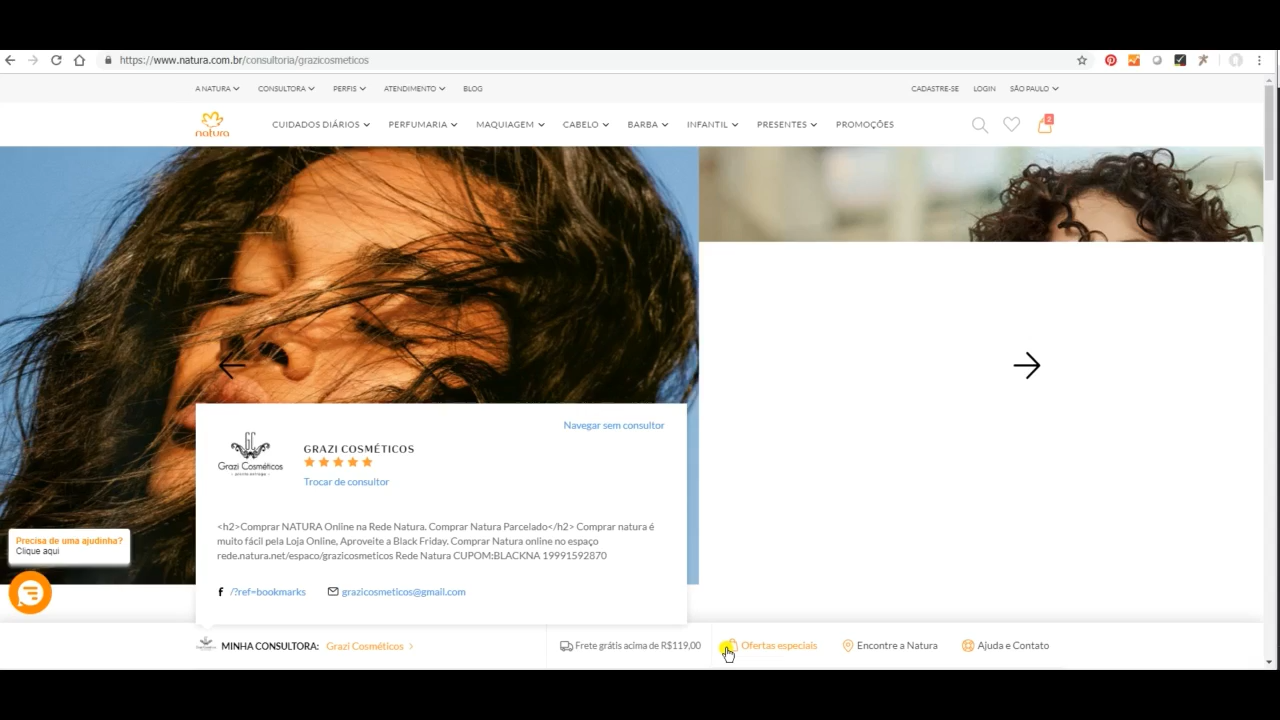 https://www.natura.com.br/consultoria/grazicosmeticos
A NATURA CONSULTORA PERFIS ATENDIMENTO BLOG CADASTRE-SE LOGIN SÃO PAULO
natura CUIDADOS DIÁRIOS PERFUMARIA MAQUIAGEM CABELO BARBA INFANTIL PRESENTES PROMOÇÕES 2
Navegar sem consultor
GC
Grazi Cosméticos
GRAZI COSMÉTICOS
Trocar de consultor
<h2>Comprar NATURA Online na Rede Natura. Comprar Natura Parcelado</h2> Comprar natura é
muito fácil pela Loja Online, Aproveite a Black Friday. Comprar Natura online no espaço
rede.natura.net/espaco/grazicosmeticos Rede Natura CUPOM:BLACKNA 19991592870
f /?ref=bookmarks grazicosmeticos@gmail.com
Precisa de uma ajudinha?
Clique aqui
MINHA CONSULTORA: Grazi Cosméticos > Frete grátis acima de R$119,00 Ofertas especiais Encontre a Natura Ajuda e Contato